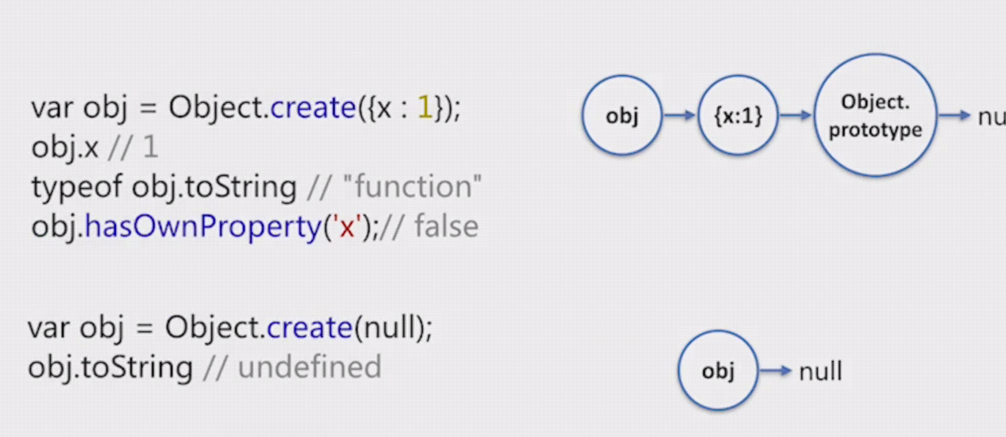 var obj = Object.create({x : 1});
obj.x // 1
typeof obj.toString // "function"
obj.hasOwnProperty('x');// false
obj
{x:1}
Object.
prototype
nu
var obj = Object.create(null);
obj.toString // undefined
obj
null